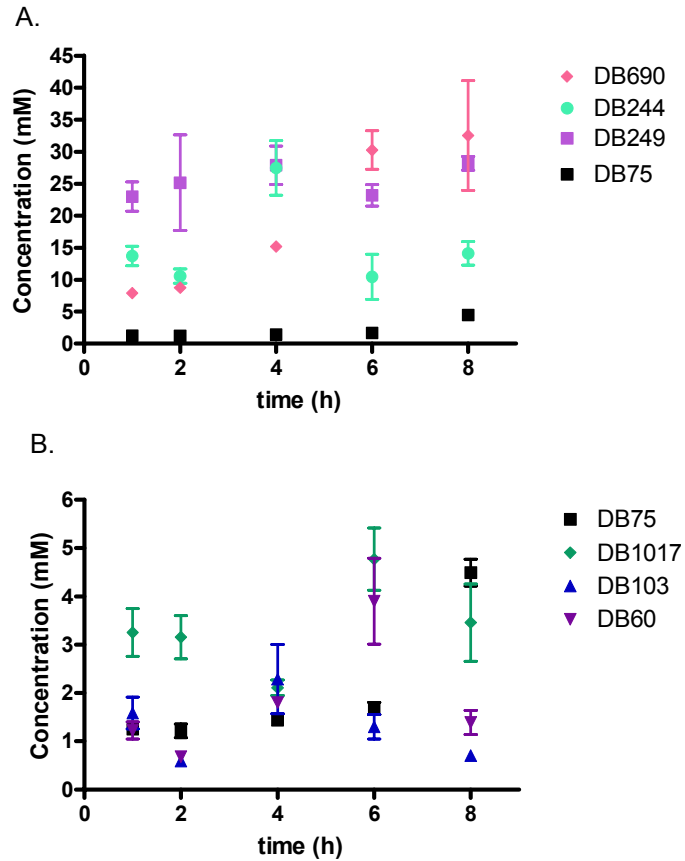 A.
Concentration (mM)
45
40
35
30
25
20
15
10
5
0
0 2 4 6 8
time (h)
DB690
DB244
DB249
DB75
B.
Concentration (mM)
6
5
4
3
2
1
0
0 2 4 6 8
time (h)
DB75
DB1017
DB103
DB60